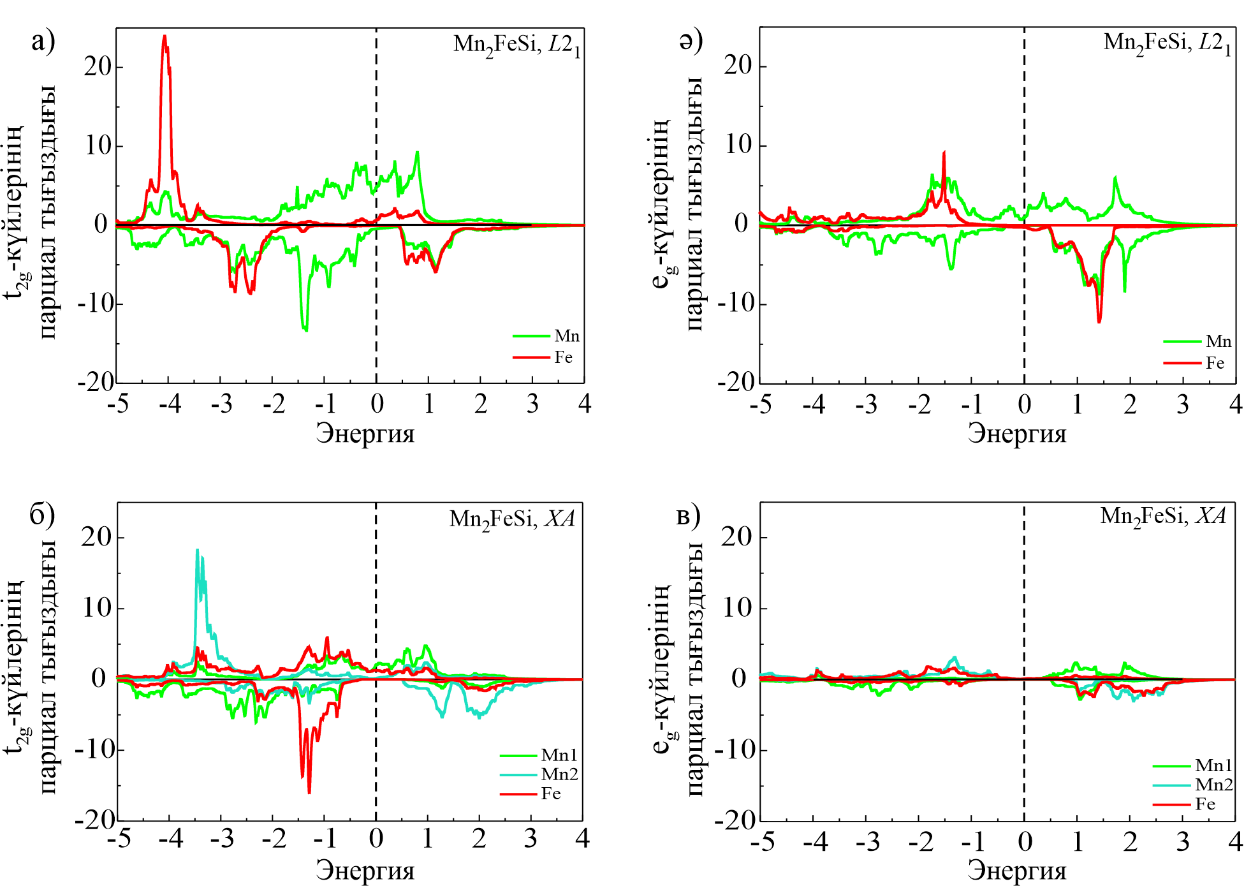 а)
Mn2FeSi, L21
t2g-күйлерінің
парциал тығыздығы
20
10
0
-10
-20
Mn
Fe
-5 -4 -3 -2 -1 0 1 2 3 4
Энергия
ә)
Mn2FeSi, L21
eg-күйлерінің
парциал тығыздығы
20
10
0
-10
-20
Mn
Fe
-5 -4 -3 -2 -1 0 1 2 3 4
Энергия
б)
Mn2FeSi, XA
t2g-күйлерінің
парциал тығыздығы
20
10
0
-10
-20
Mn1
Mn2
Fe
-5 -4 -3 -2 -1 0 1 2 3 4
Энергия
в)
Mn2FeSi, XA
eg-күйлерінің
парциал тығыздығы
20
10
0
-10
-20
Mn1
Mn2
Fe
-5 -4 -3 -2 -1 0 1 2 3 4
Энергия